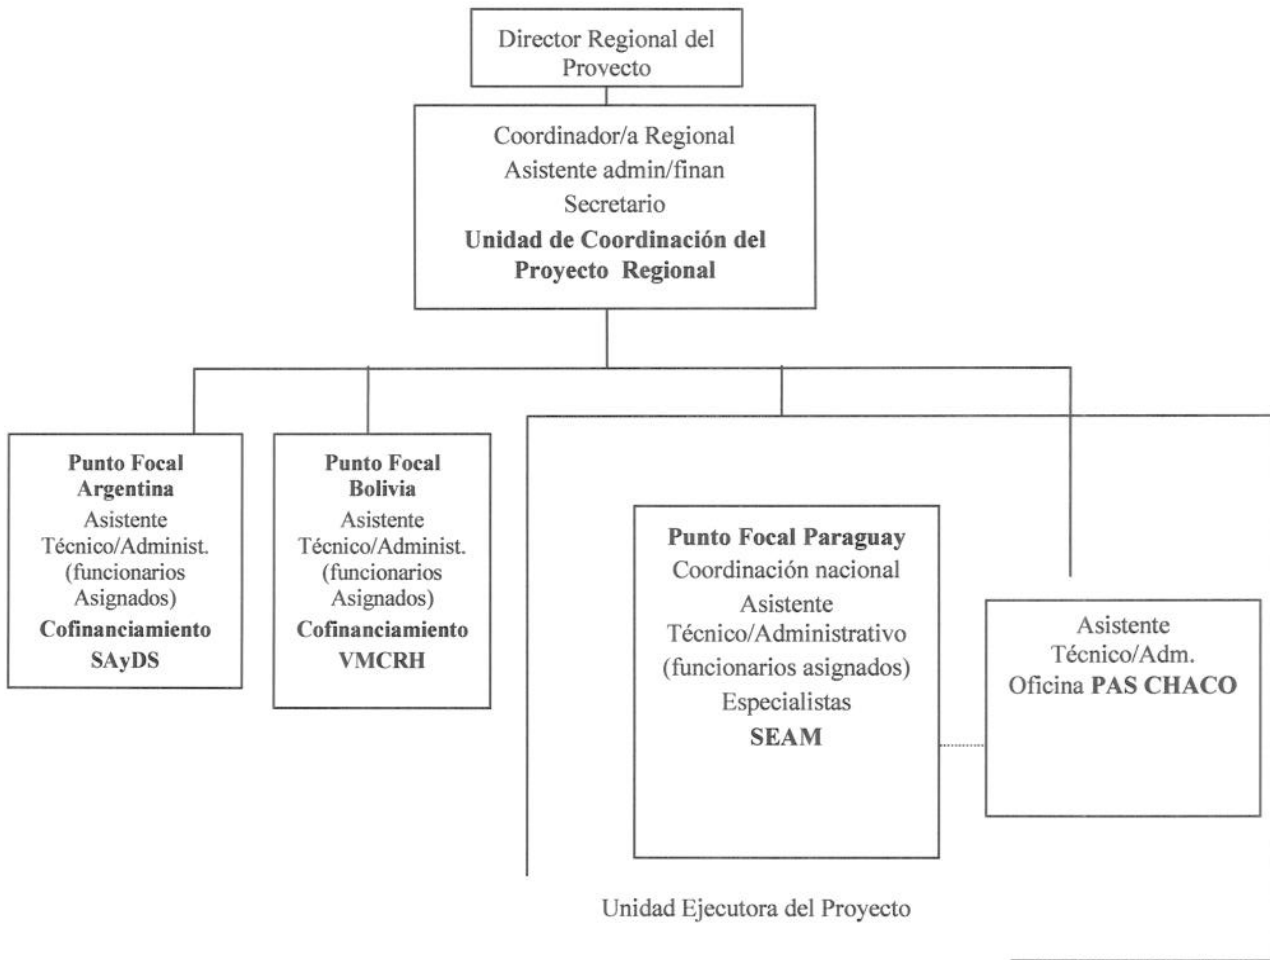 Director Regional del
Provecto
Coordinador/a Regional
Asistente admin/finan
Secretario
Unidad de Coordinación del
Proyecto Regional
Punto Focal
Argentina
Asistente
Técnico/Administ.
(funcionarios
Asignados)
Cofinanciamiento
SAyDS
Punto Focal
Bolivia
Asistente
Técnico/Administ.
(funcionarios
Asignados)
Cofinanciamiento
VMCRH
Punto Focal Paraguay
Coordinación nacional
Asistente
Técnico/Administrativo
(funcionarios asignados)
Especialistas
SEAM
Asistente
Técnico/Adm.
Oficina PAS CHACO
Unidad Ejecutora del Proyecto